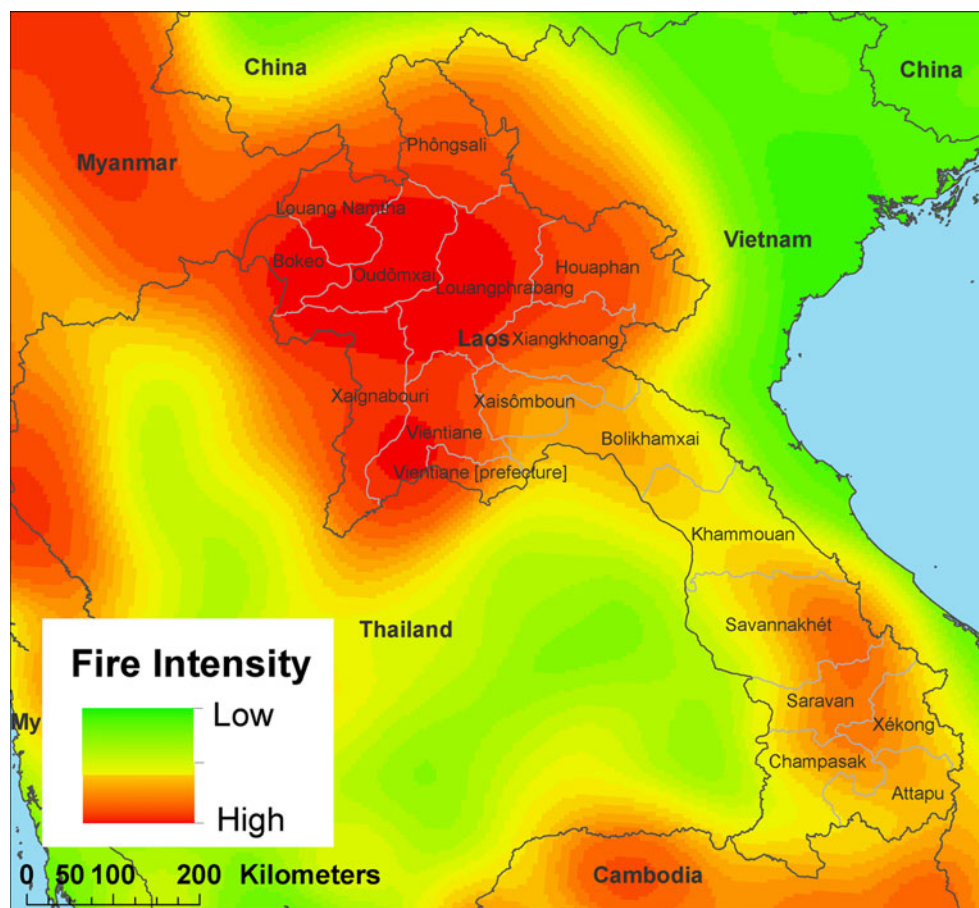 China
China
Phôngsali
Myanmar
Louang Namtha
Vietnam
Bokeo
Oudômxai
Houaphan
Louangphrabang
Laos
Xiangkhoang
Xaignabouri
Xaisômboun
Vientiane
Bolikhamxai
Vientiane [prefecture]
Khammouan
Thailand
Savannakhét
Fire Intensity
Low
High
My
Saravan
Xékong
Champasak
Attapu
Cambodia
0 50 100 200 Kilometers